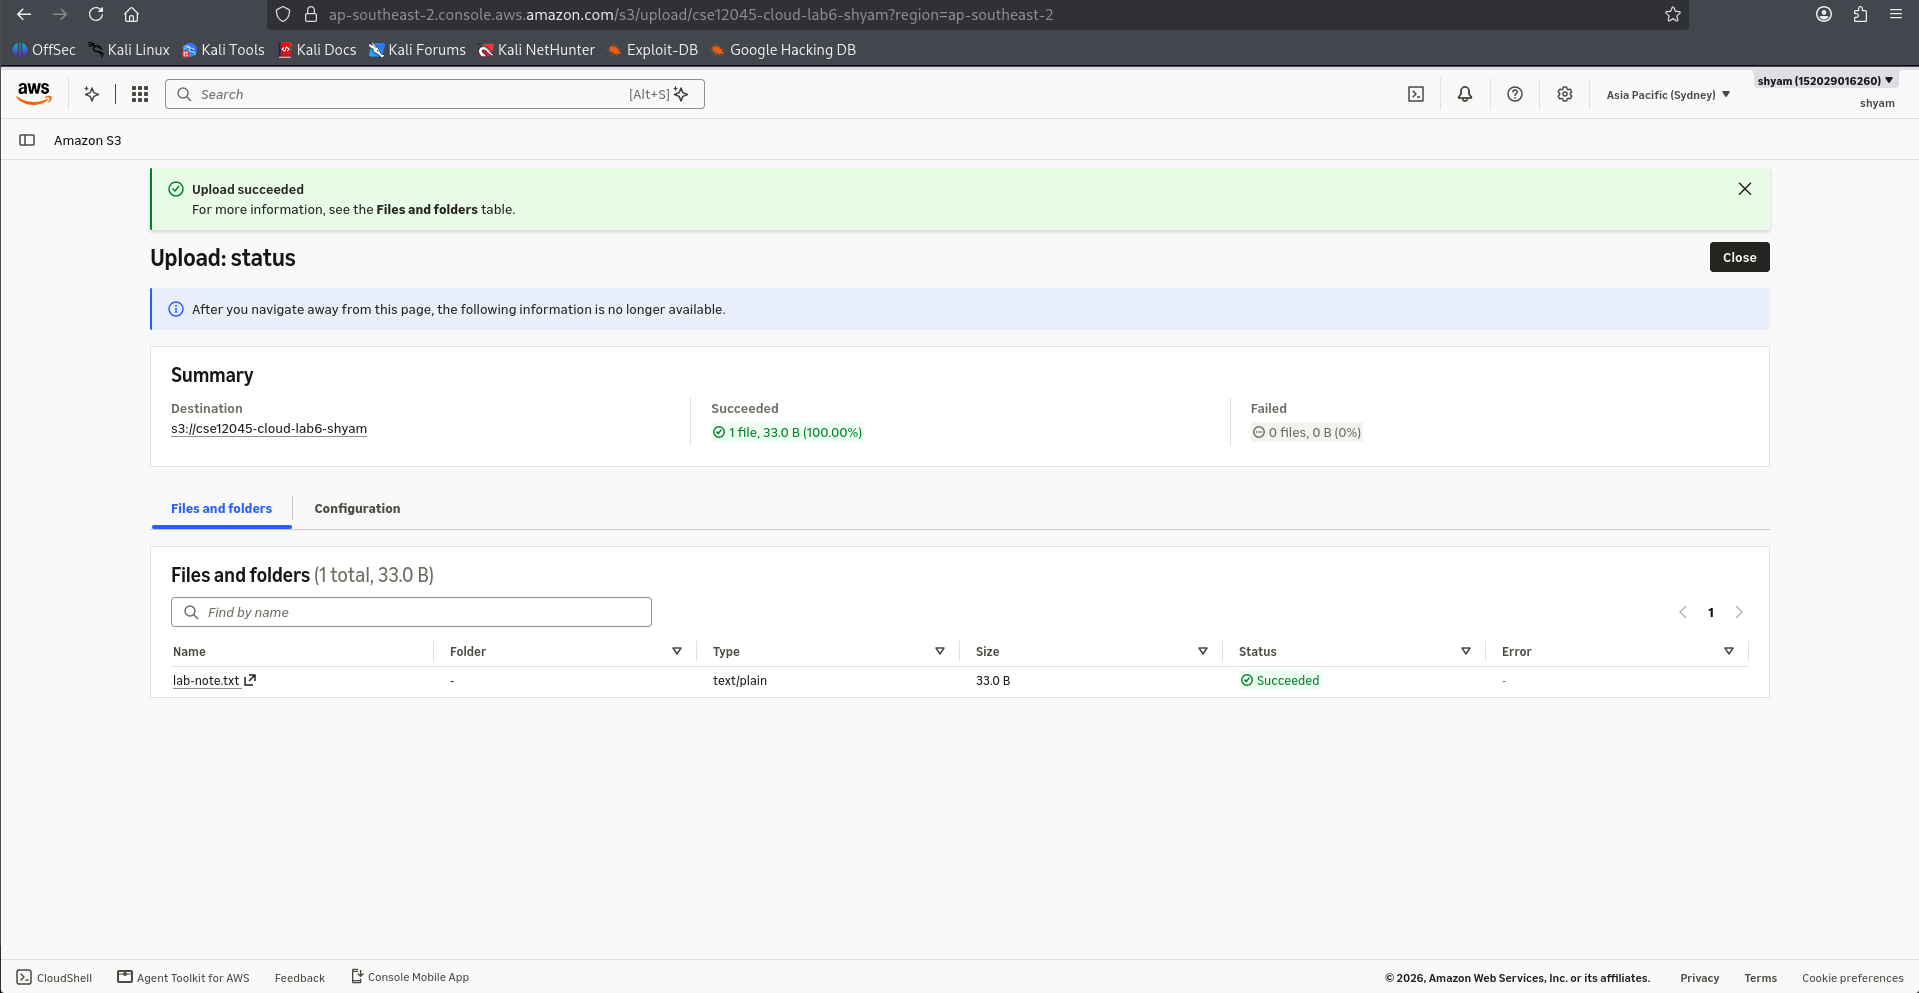 ap-southeast-2.console.aws.amazon.com/s3/upload/cse12045-cloud-lab6-shyam?region=ap-southeast-2
OffSec Kali Linux Kali Tools Kali Docs Kali Forums Kali NetHunter Exploit-DB Google Hacking DB
aws Search [Alt+S] Asia Pacific (Sydney) shyam (152029016260)
shyam
Amazon S3
Upload succeeded
For more information, see the Files and folders table.
Upload: status Close
After you navigate away from this page, the following information is no longer available.
Summary
Destination Succeeded Failed
s3://cse12045-cloud-lab6-shyam 1 file, 33.0 B (100.00%) 0 files, 0 B (0%)
Files and folders Configuration
Files and folders (1 total, 33.0 B)
Find by name 1
Name Folder Type Size Status Error
lab-note.txt - text/plain 33.0 B Succeeded -
CloudShell Agent Toolkit for AWS Feedback Console Mobile App © 2026, Amazon Web Services, Inc. or its affiliates. Privacy Terms Cookie preferences